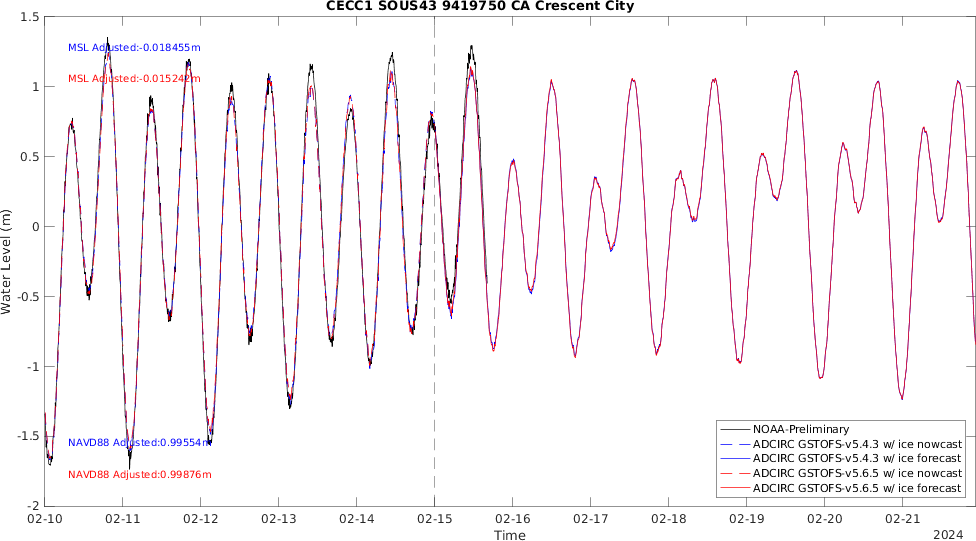 CECC1 SOUS43 9419750 CA Crescent City
1.5
1
0.5
0
-0.5
-1
-1.5
-2
Water Level (m)
MSL Adjusted:-0.018455m
MSL Adjusted:-0.015242m
NAVD88 Adjusted:0.99554m
NAVD88 Adjusted:0.99876m
NOAA-Preliminary
ADCIRC GSTOFS-v5.4.3 w/ ice nowcast
ADCIRC GSTOFS-v5.4.3 w/ ice forecast
ADCIRC GSTOFS-v5.6.5 w/ ice nowcast
ADCIRC GSTOFS-v5.6.5 w/ ice forecast
02-10 02-11 02-12 02-13 02-14 02-15 02-16 02-17 02-18 02-19 02-20 02-21
Time
2024